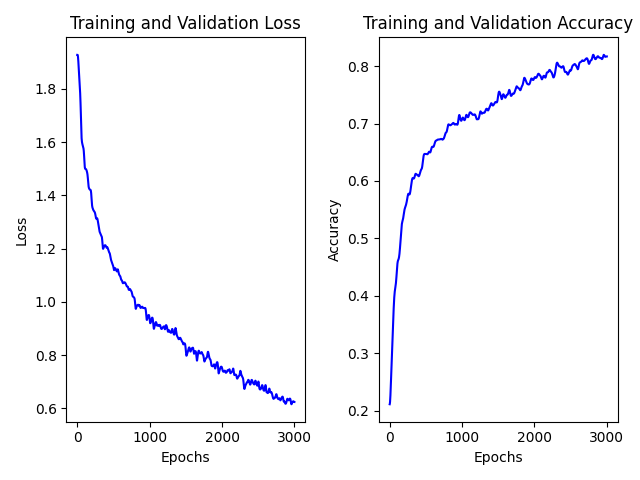 Training and Validation Loss
1.8
1.6
1.4
1.2
1.0
0.8
0.6
Loss
0 1000 2000 3000
Epochs
Training and Validation Accuracy
0.8
0.7
0.6
0.5
0.4
0.3
0.2
Accuracy
0 1000 2000 3000
Epochs